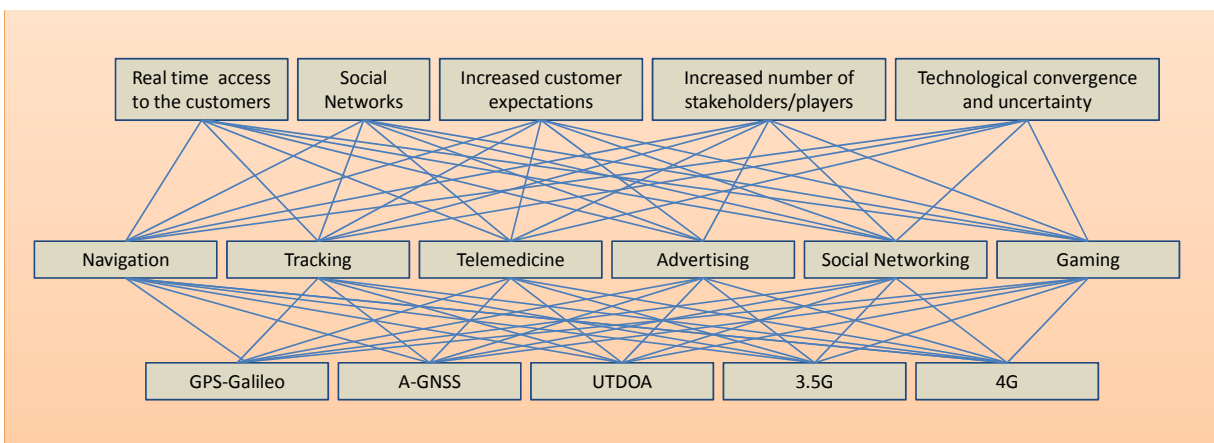 Real time access
to the customers
Social
Networks
Increased customer
expectations
Increased number of
stakeholders/players
Technological convergence
and uncertainty
Navigation
Tracking
Telemedicine
Advertising
Social Networking
Gaming
GPS-Galileo
A-GNSS
UTDOA
3.5G
4G